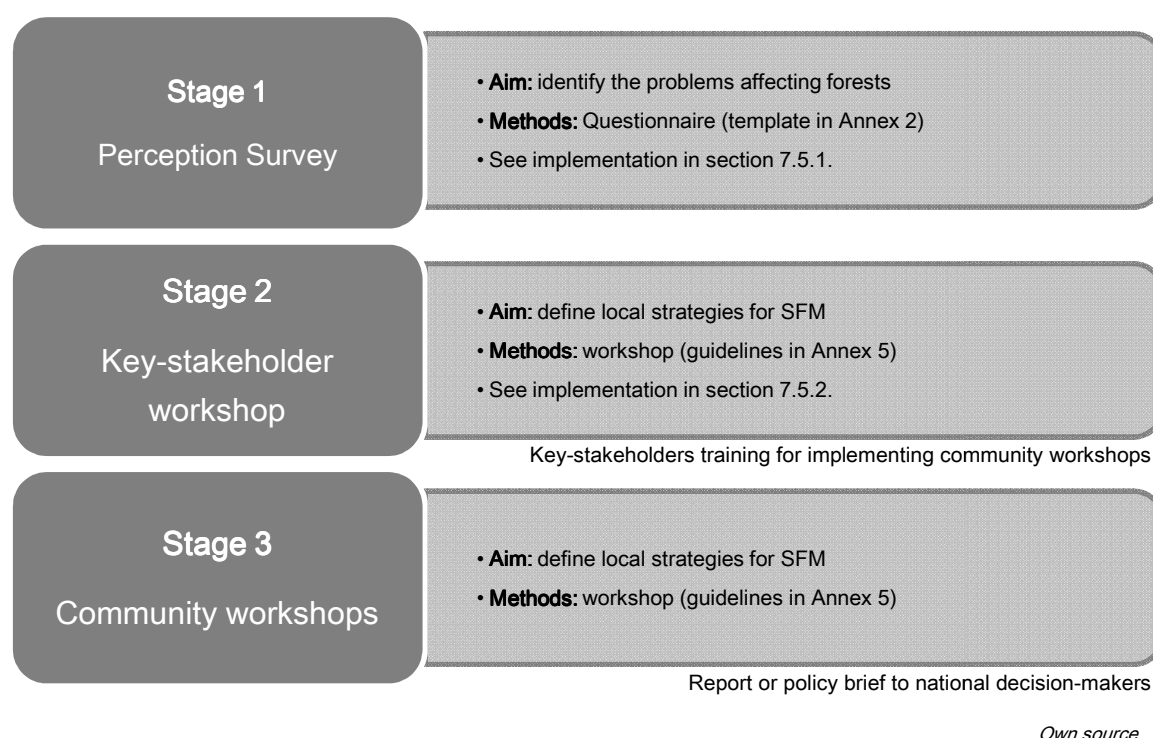 Stage 1
Perception Survey
• Aim: identify the problems affecting forests
• Methods: Questionnaire (template in Annex 2)
• See implementation in section 7.5.1.
Stage 2
Key-stakeholder
workshop
• Aim: define local strategies for SFM
• Methods: workshop (guidelines in Annex 5)
• See implementation in section 7.5.2.
Key-stakeholders training for implementing community workshops
Stage 3
Community workshops
• Aim: define local strategies for SFM
• Methods: workshop (guidelines in Annex 5)
Report or policy brief to national decision-makers
Own source